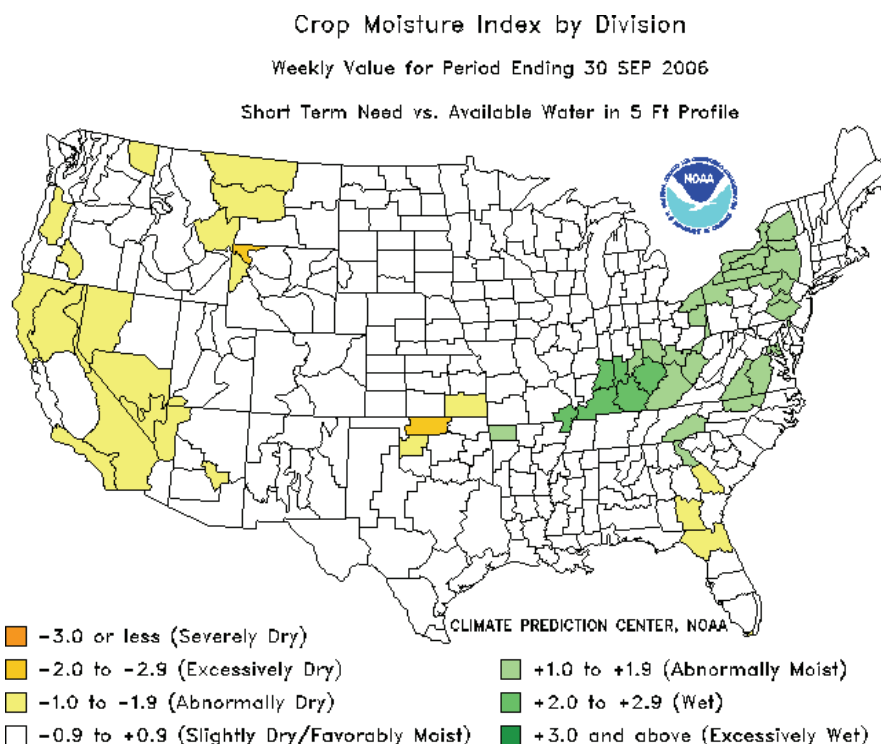 Crop Moisture Index by Division
Weekly Value for Period Ending 30 SEP 2006
Short Term Need vs. Available Water in 5 Ft Profile
NOAA
CLIMATE PREDICTION CENTER, NOAA
-3.0 or less (Severely Dry)
-2.0 to -2.9 (Excessively Dry)
-1.0 to -1.9 (Abnormally Dry)
-0.9 to +0.9 (Slightly Dry/Favorably Moist)
+1.0 to +1.9 (Abnormally Moist)
+2.0 to +2.9 (Wet)
+3.0 and above (Excessively Wet)